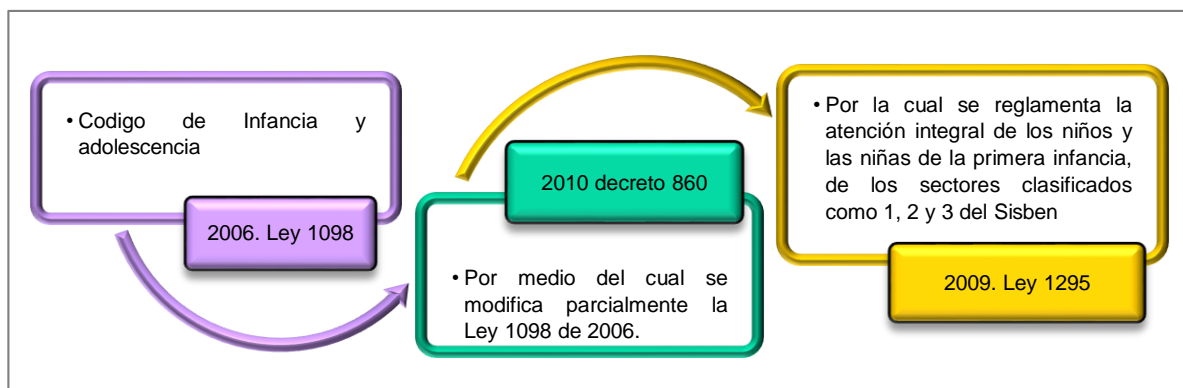 • Codigo de Infancia y
adolescencia
2006. Ley 1098
2010 decreto 860
• Por medio del cual se
modifica parcialmente la
Ley 1098 de 2006.
• Por la cual se reglamenta la
atención integral de los niños y
las niñas de la primera infancia,
de los sectores clasificados
como 1, 2 y 3 del Sisben
2009. Ley 1295